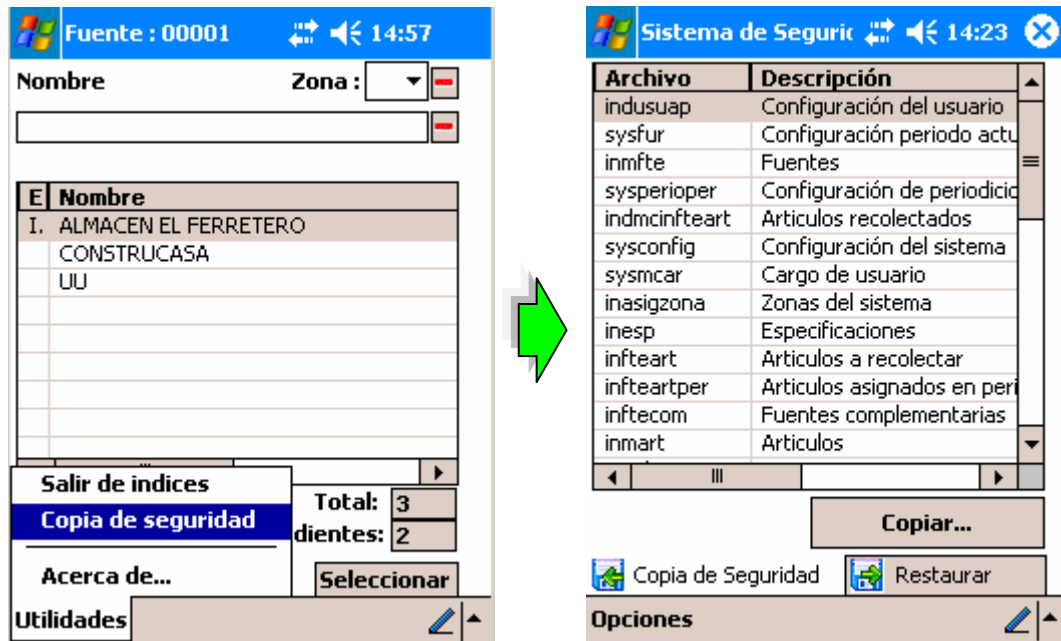 Fuente : 00001 14:57
Nombre Zona :
E Nombre
I. ALMACEN EL FERRETERO
CONSTRUCASA
UU
Salir de indices
Copia de seguridad
Acerca de...
Total: 3
dientes: 2
Seleccionar
Utilidades
Sistema de Seguric 14:23
Archivo Descripción
indusuap Configuración del usuario
sysfur Configuración periodo actu
inmfte Fuentes
sysperioper Configuración de periodicic
indmcinfteart Articulos recolectados
sysconfig Configuración del sistema
sysmcar Cargo de usuario
inasigzona Zonas del sistema
inesp Especificaciones
infteart Articulos a recolectar
infteartper Articulos asignados en peri
inftecom Fuentes complementarias
inmart Articulos
Copiar...
Copia de Seguridad Restaurar
Opciones